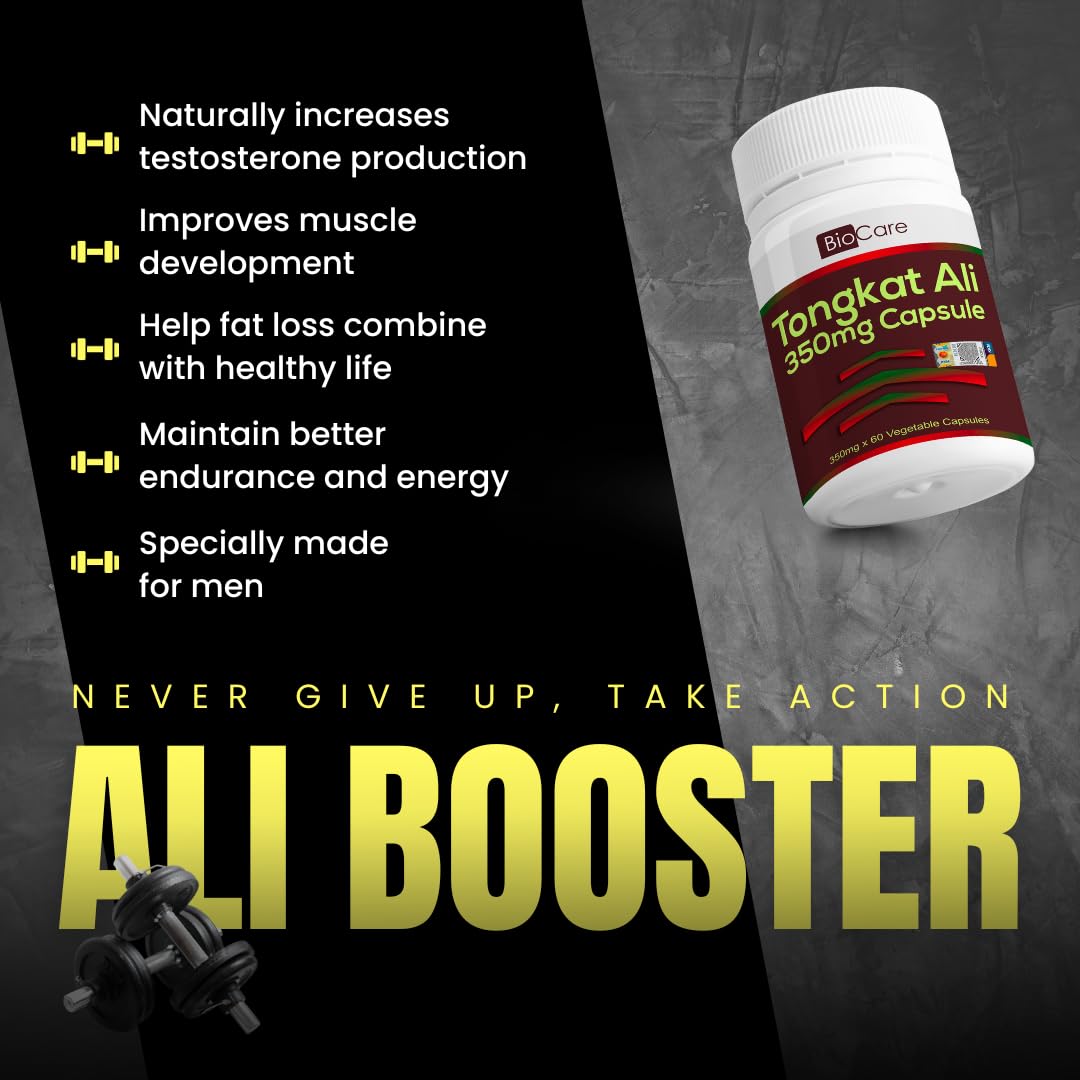 Naturally increases
testosterone production
Improves muscle
development
Help fat loss combine
with healthy life
Maintain better
endurance and energy
Specially made
for men
BioCare
Tongkat Ali
350mg Capsule
350mg x 60 Vegetable Capsules
NEVER GIVE UP, TAKE ACTION
ALI BOOSTER